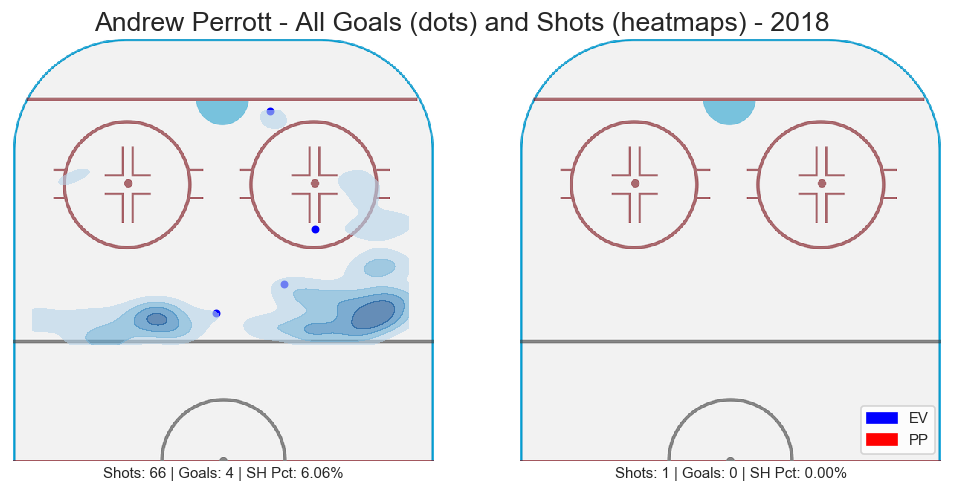 Andrew Perrott - All Goals (dots) and Shots (heatmaps) - 2018
EV
PP
Shots: 66 | Goals: 4 | SH Pct: 6.06%
Shots: 1 | Goals: 0 | SH Pct: 0.00%